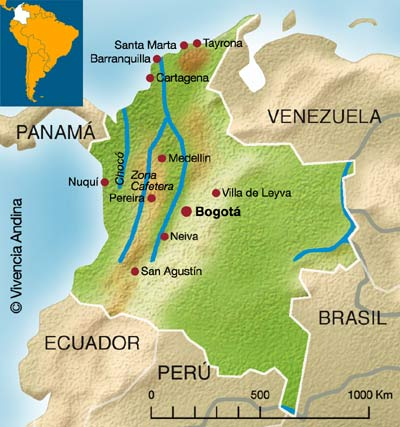 Santa Marta
Tayrona
Barranquilla
Cartagena
PANAMÁ
VENEZUELA
Chocó
Medellín
Zona
Cafetera
Nuquí
Pereira
Villa de Leyva
Bogotá
Neiva
San Agustín
© Vivencia Andina
ECUADOR
PERÚ
BRASIL
0
500
1000 Km